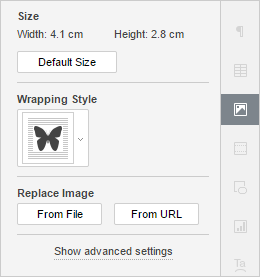 Size
Width: 4.1 cm Height: 2.8 cm
Default Size
Wrapping Style
Replace Image
From File From URL
Show advanced settings
Ta